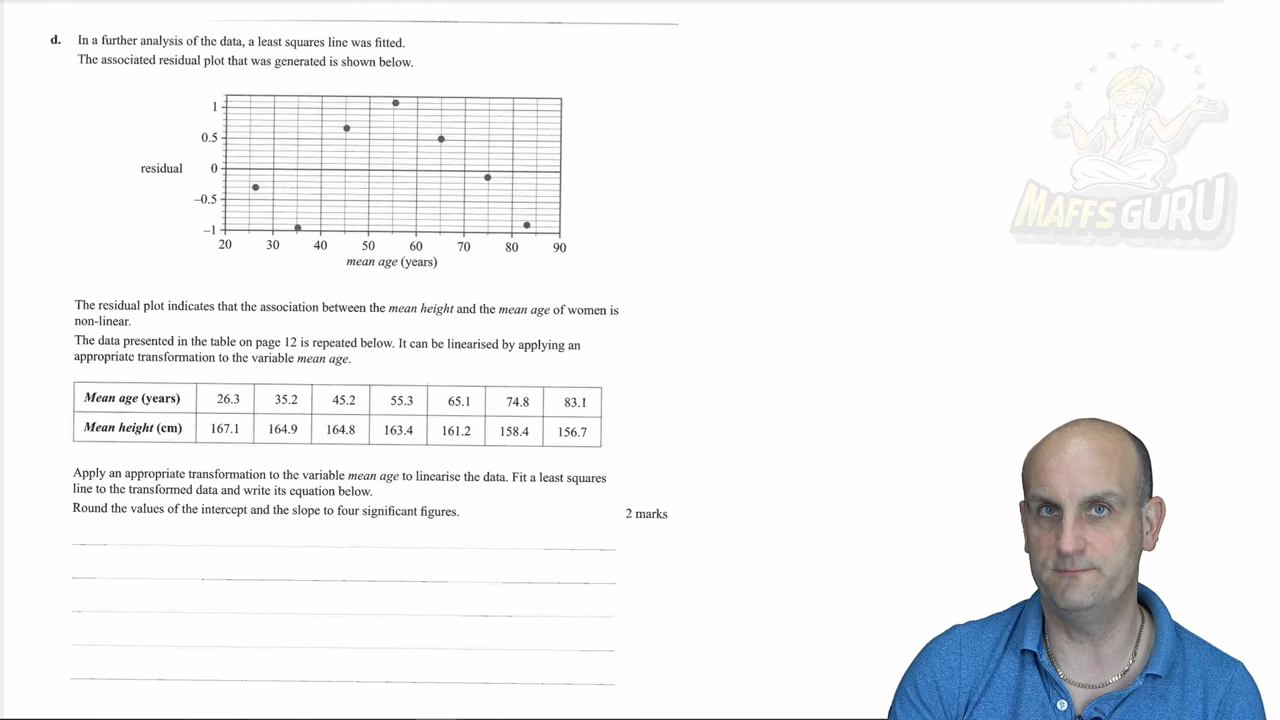 d. In a further analysis of the data, a least squares line was fitted.
The associated residual plot that was generated is shown below.
1
0.5
residual 0
–0.5
–1
20 30 40 50 60 70 80 90
mean age (years)
The residual plot indicates that the association between the mean height and the mean age of women is
non-linear.
The data presented in the table on page 12 is repeated below. It can be linearised by applying an
appropriate transformation to the variable mean age.
Mean age (years) 26.3 35.2 45.2 55.3 65.1 74.8 83.1
Mean height (cm) 167.1 164.9 164.8 163.4 161.2 158.4 156.7
Apply an appropriate transformation to the variable mean age to linearise the data. Fit a least squares
line to the transformed data and write its equation below.
Round the values of the intercept and the slope to four significant figures. 2 marks
MAFFS GURU